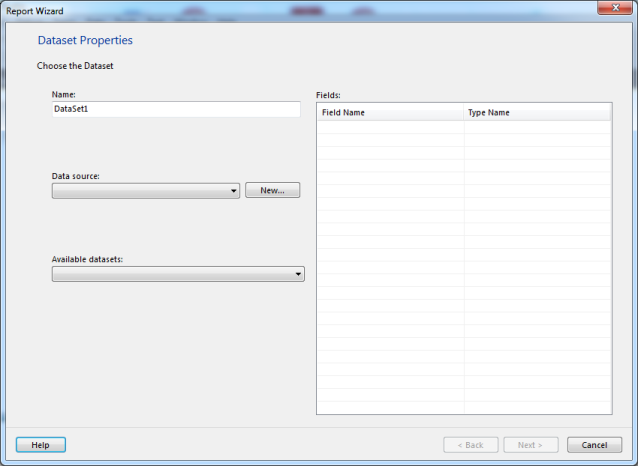 Report Wizard
Dataset Properties
Choose the Dataset
Name:
DataSet1
Data source:
New...
Available datasets:
Fields:
Field Name Type Name
Help
< Back Next > Cancel